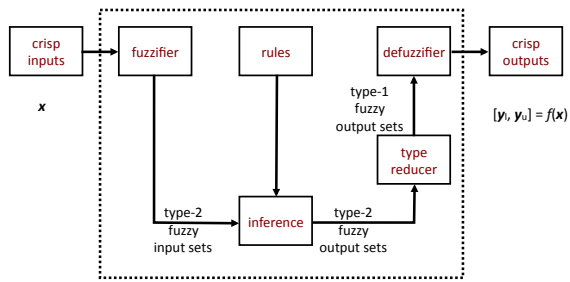 crisp
inputs
fuzzifier
rules
defuzzifier
crisp
outputs
x
type-1
fuzzy
output sets
[yₗ, yᵤ] = f(x)
type
reducer
type-2
fuzzy
input sets
inference
type-2
fuzzy
output sets